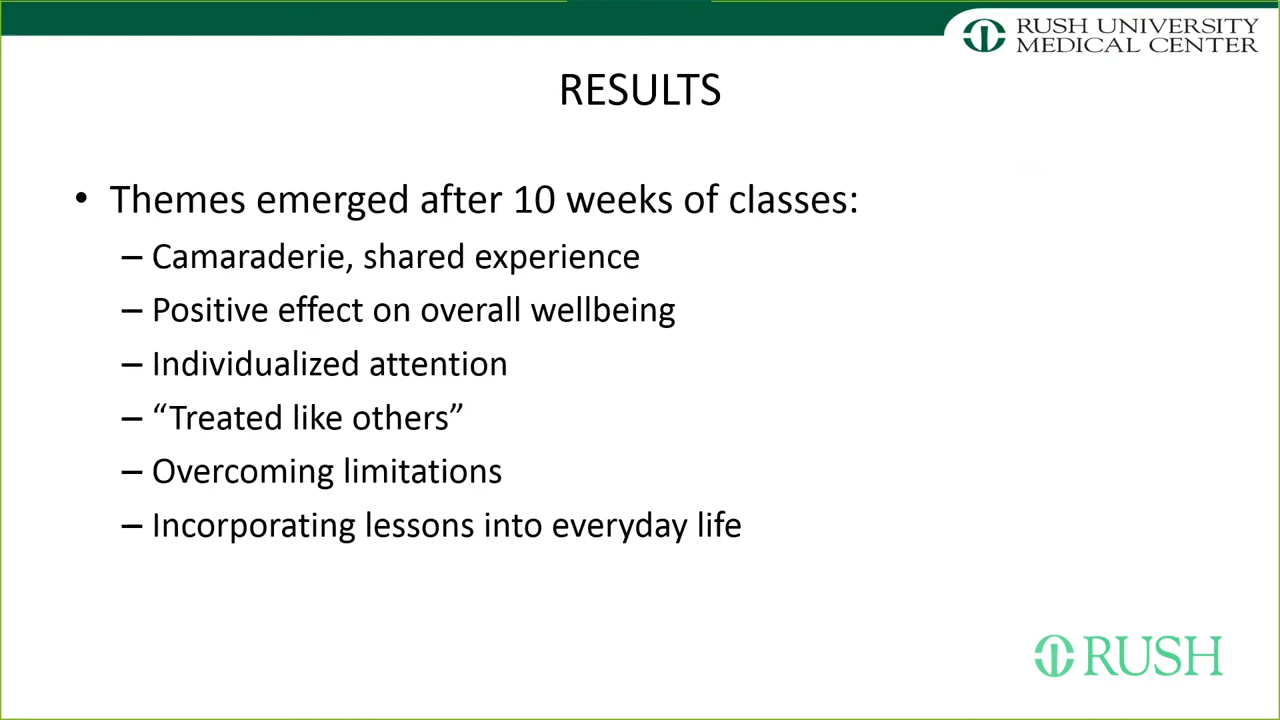 RUSH UNIVERSITY
MEDICAL CENTER
RESULTS
• Themes emerged after 10 weeks of classes:
– Camaraderie, shared experience
– Positive effect on overall wellbeing
– Individualized attention
– “Treated like others”
– Overcoming limitations
– Incorporating lessons into everyday life
RUSH